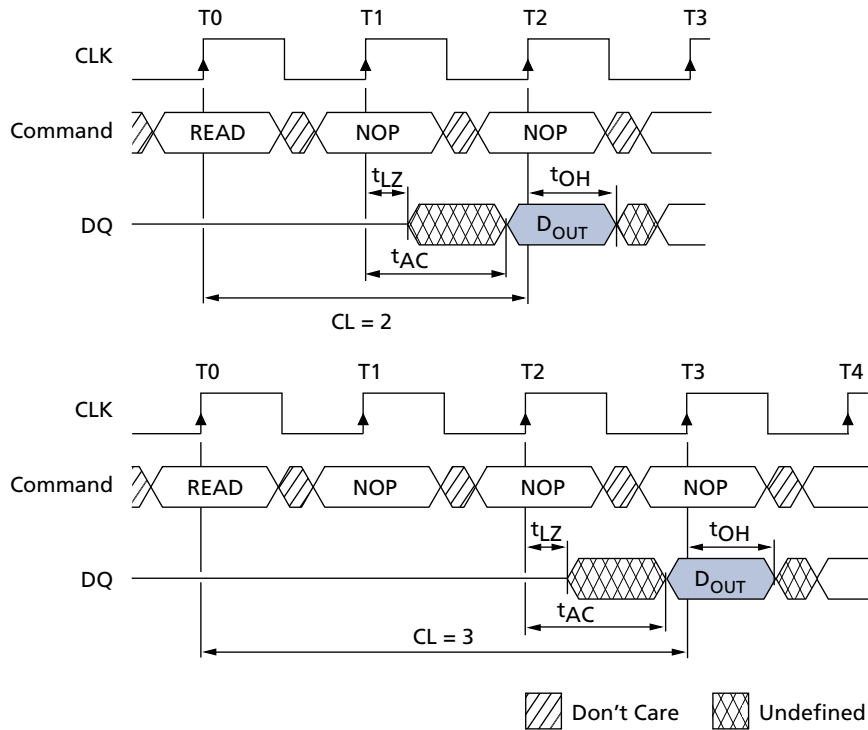 T0 T1 T2 T3
CLK
Command READ NOP NOP
tLZ tOH
DQ DOUT
tAC
CL = 2
T0 T1 T2 T3 T4
CLK
Command READ NOP NOP NOP
tLZ tOH
DQ DOUT
tAC
CL = 3
Don't Care Undefined